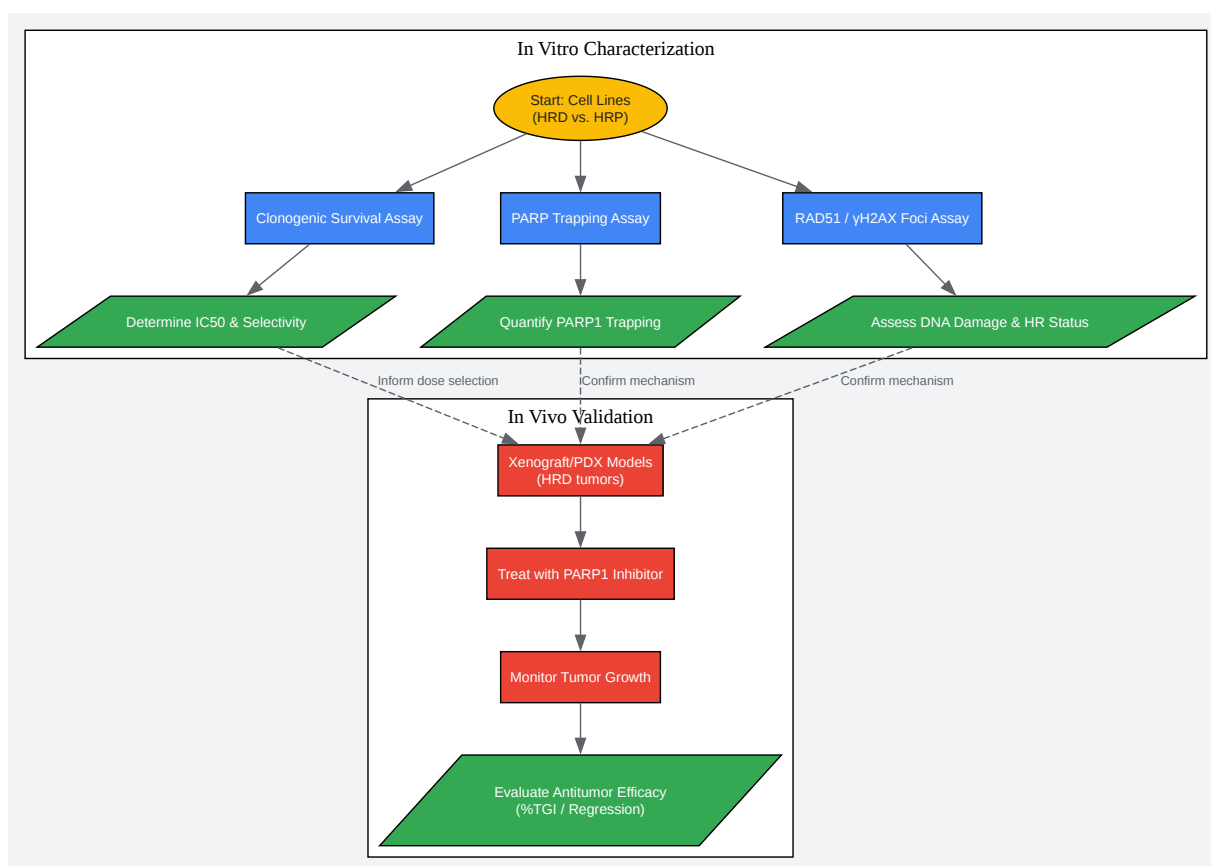 In Vitro Characterization
Start: Cell Lines
(HRD vs. HRP)
Clonogenic Survival Assay
PARP Trapping Assay
RAD51 / γH2AX Foci Assay
Determine IC50 & Selectivity
Quantify PARP1 Trapping
Assess DNA Damage & HR Status
Inform dose selection
Confirm mechanism
Confirm mechanism
In Vivo Validation
Xenograft/PDX Models
(HRD tumors)
Treat with PARP1 Inhibitor
Monitor Tumor Growth
Evaluate Antitumor Efficacy
(%TGI / Regression)